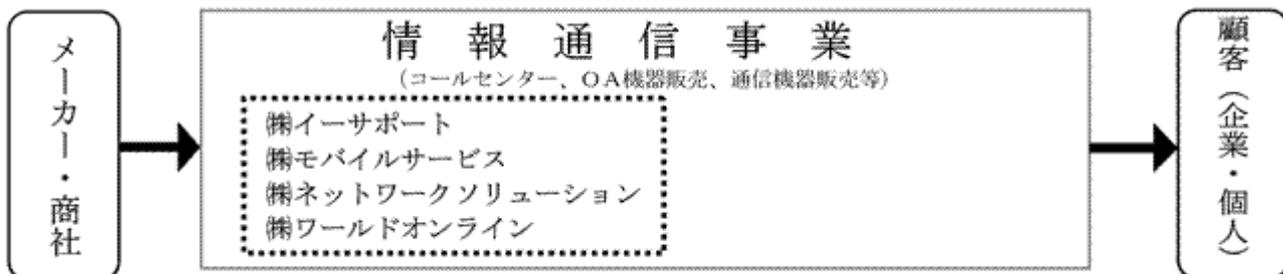 メーカー・商社
情報通信事業
（コールセンター、ＯＡ機器販売、通信機器販売等）
㈱イーサポート
㈱モバイルサービス
㈱ネットワークソリューション
㈱ワールドオンライン
顧客（企業・個人）